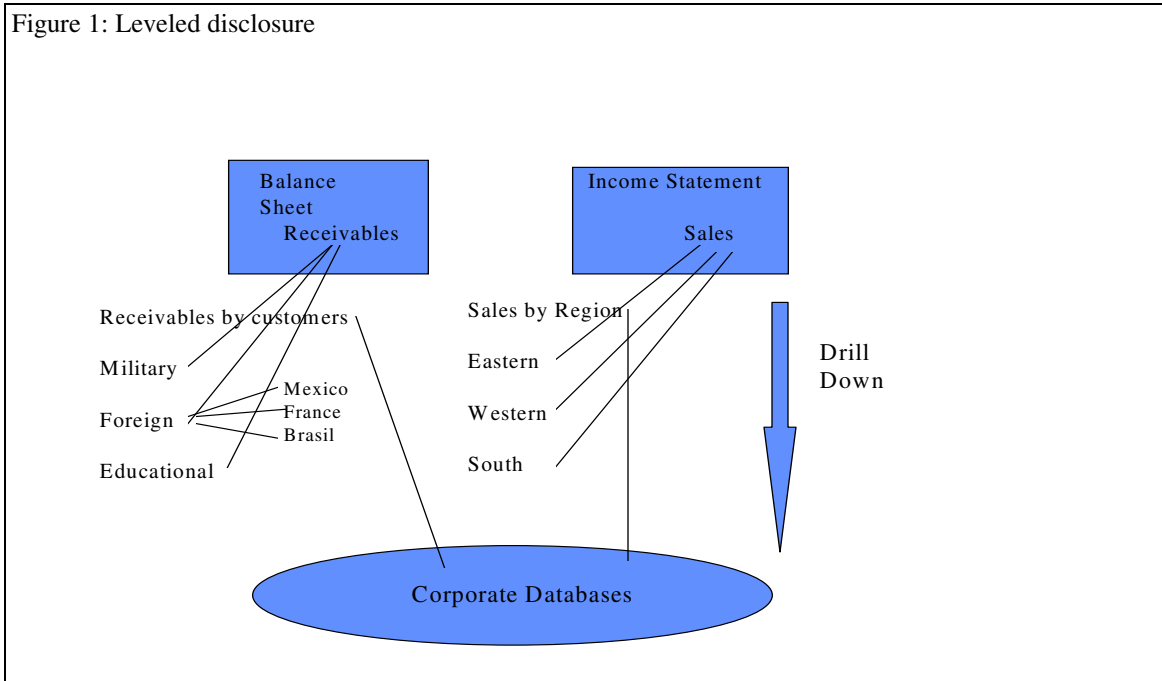 Figure 1: Leveled disclosure
Balance
Sheet
Receivables
Income Statement
Sales
Receivables by customers
Military
Foreign
Mexico
France
Brasil
Educational
Sales by Region
Eastern
Western
South
Drill
Down
Corporate Databases